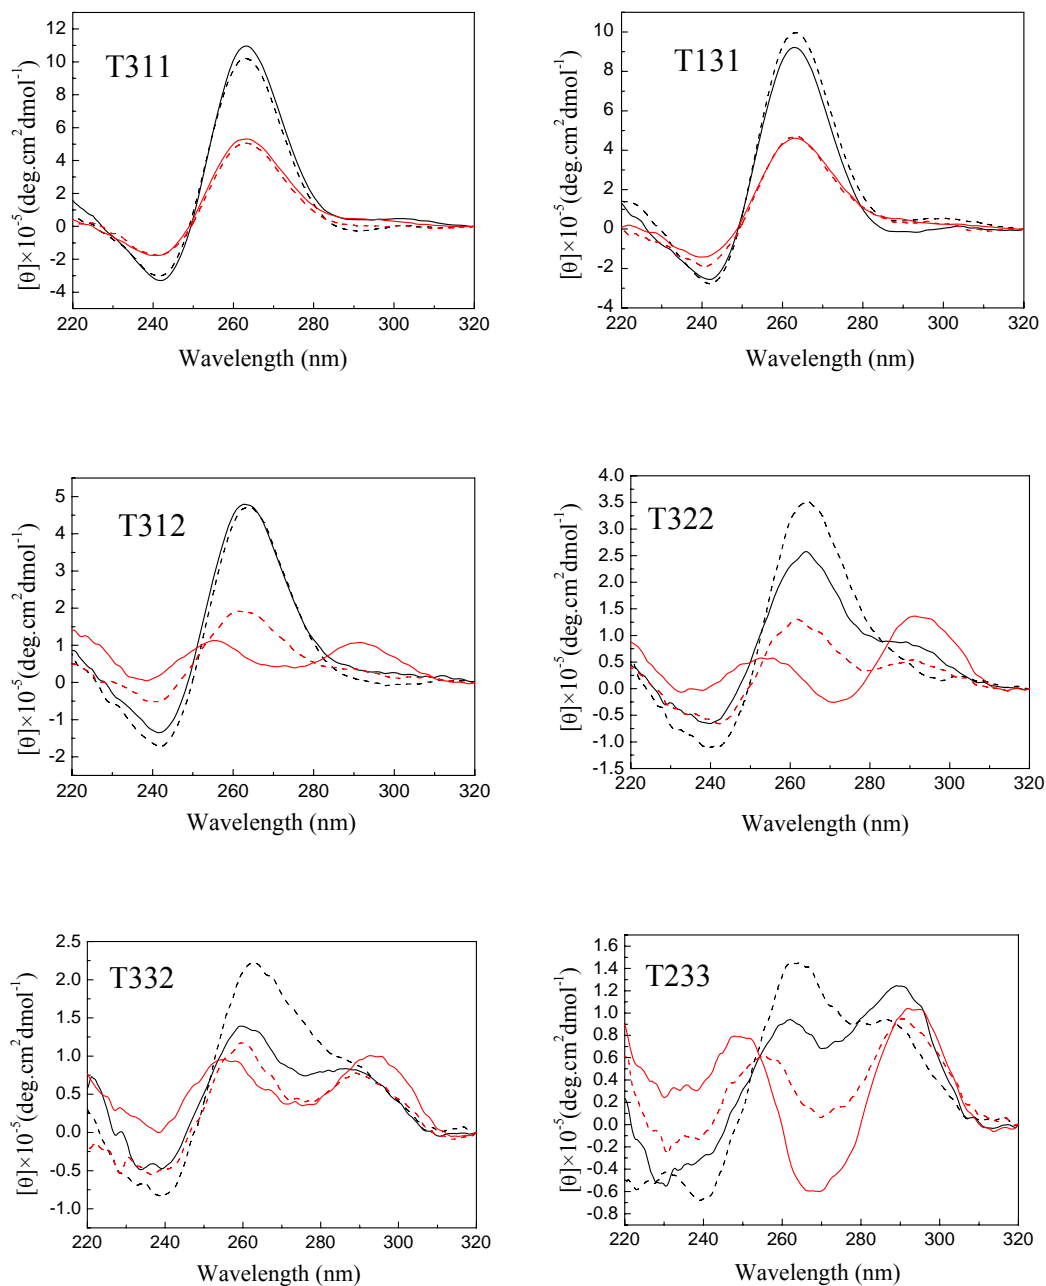 T311
[θ]×10⁻⁵(deg.cm²dmol⁻¹)
12
10
8
6
4
2
0
-2
-4
220 240 260 280 300 320
Wavelength (nm)
T131
[θ]×10⁻⁵(deg.cm²dmol⁻¹)
10
8
6
4
2
0
-2
-4
220 240 260 280 300 320
Wavelength (nm)
T312
[θ]×10⁻⁵(deg.cm²dmol⁻¹)
5
4
3
2
1
0
-1
-2
220 240 260 280 300 320
Wavelength (nm)
T322
[θ]×10⁻⁵(deg.cm²dmol⁻¹)
4.0
3.5
3.0
2.5
2.0
1.5
1.0
0.5
0.0
-0.5
-1.0
-1.5
220 240 260 280 300 320
Wavelength (nm)
T332
[θ]×10⁻⁵(deg.cm²dmol⁻¹)
2.5
2.0
1.5
1.0
0.5
0.0
-0.5
-1.0
220 240 260 280 300 320
Wavelength (nm)
T233
[θ]×10⁻⁵(deg.cm²dmol⁻¹)
1.6
1.4
1.2
1.0
0.8
0.6
0.4
0.2
0.0
-0.2
-0.4
-0.6
-0.8
220 240 260 280 300 320
Wavelength (nm)